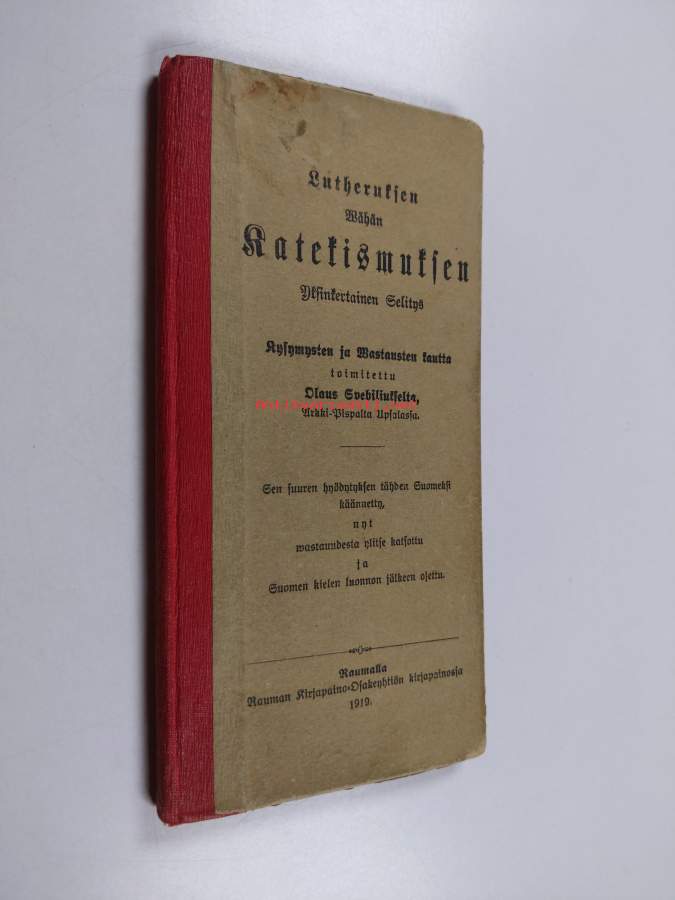 Lutheruksen
Wähän
Katekismuksen
Yksinkertainen Selitys
Kysymysten ja Wastausten kautta
toimitettu
Olaus Svebiliukselta,
Arkki-Pispalta Upsalassa.
Sen suuren hyödytyksen tähden Suomeksi
käännetty,
nyt
wastauudesta ylitse katsottu
ja
Suomen kielen luonnon jälkeen ojettu.
Raumalla
Rauman Kirjapaino-Osakeyhtiön kirjapainossa
1919.